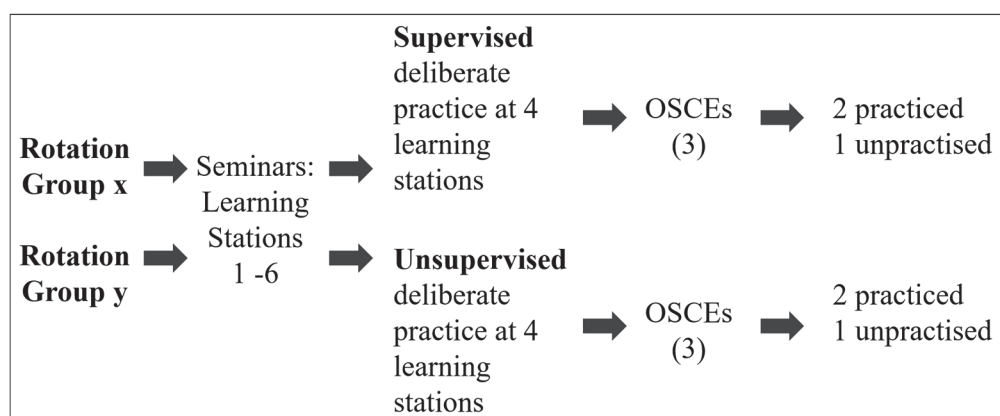 Rotation
Group x
Rotation
Group y
Seminars:
Learning
Stations
1 -6
Supervised
deliberate
practice at 4
learning
stations
OSCEs
(3)
2 practiced
1 unpractised
Unsupervised
deliberate
practice at 4
learning
stations
OSCEs
(3)
2 practiced
1 unpractised